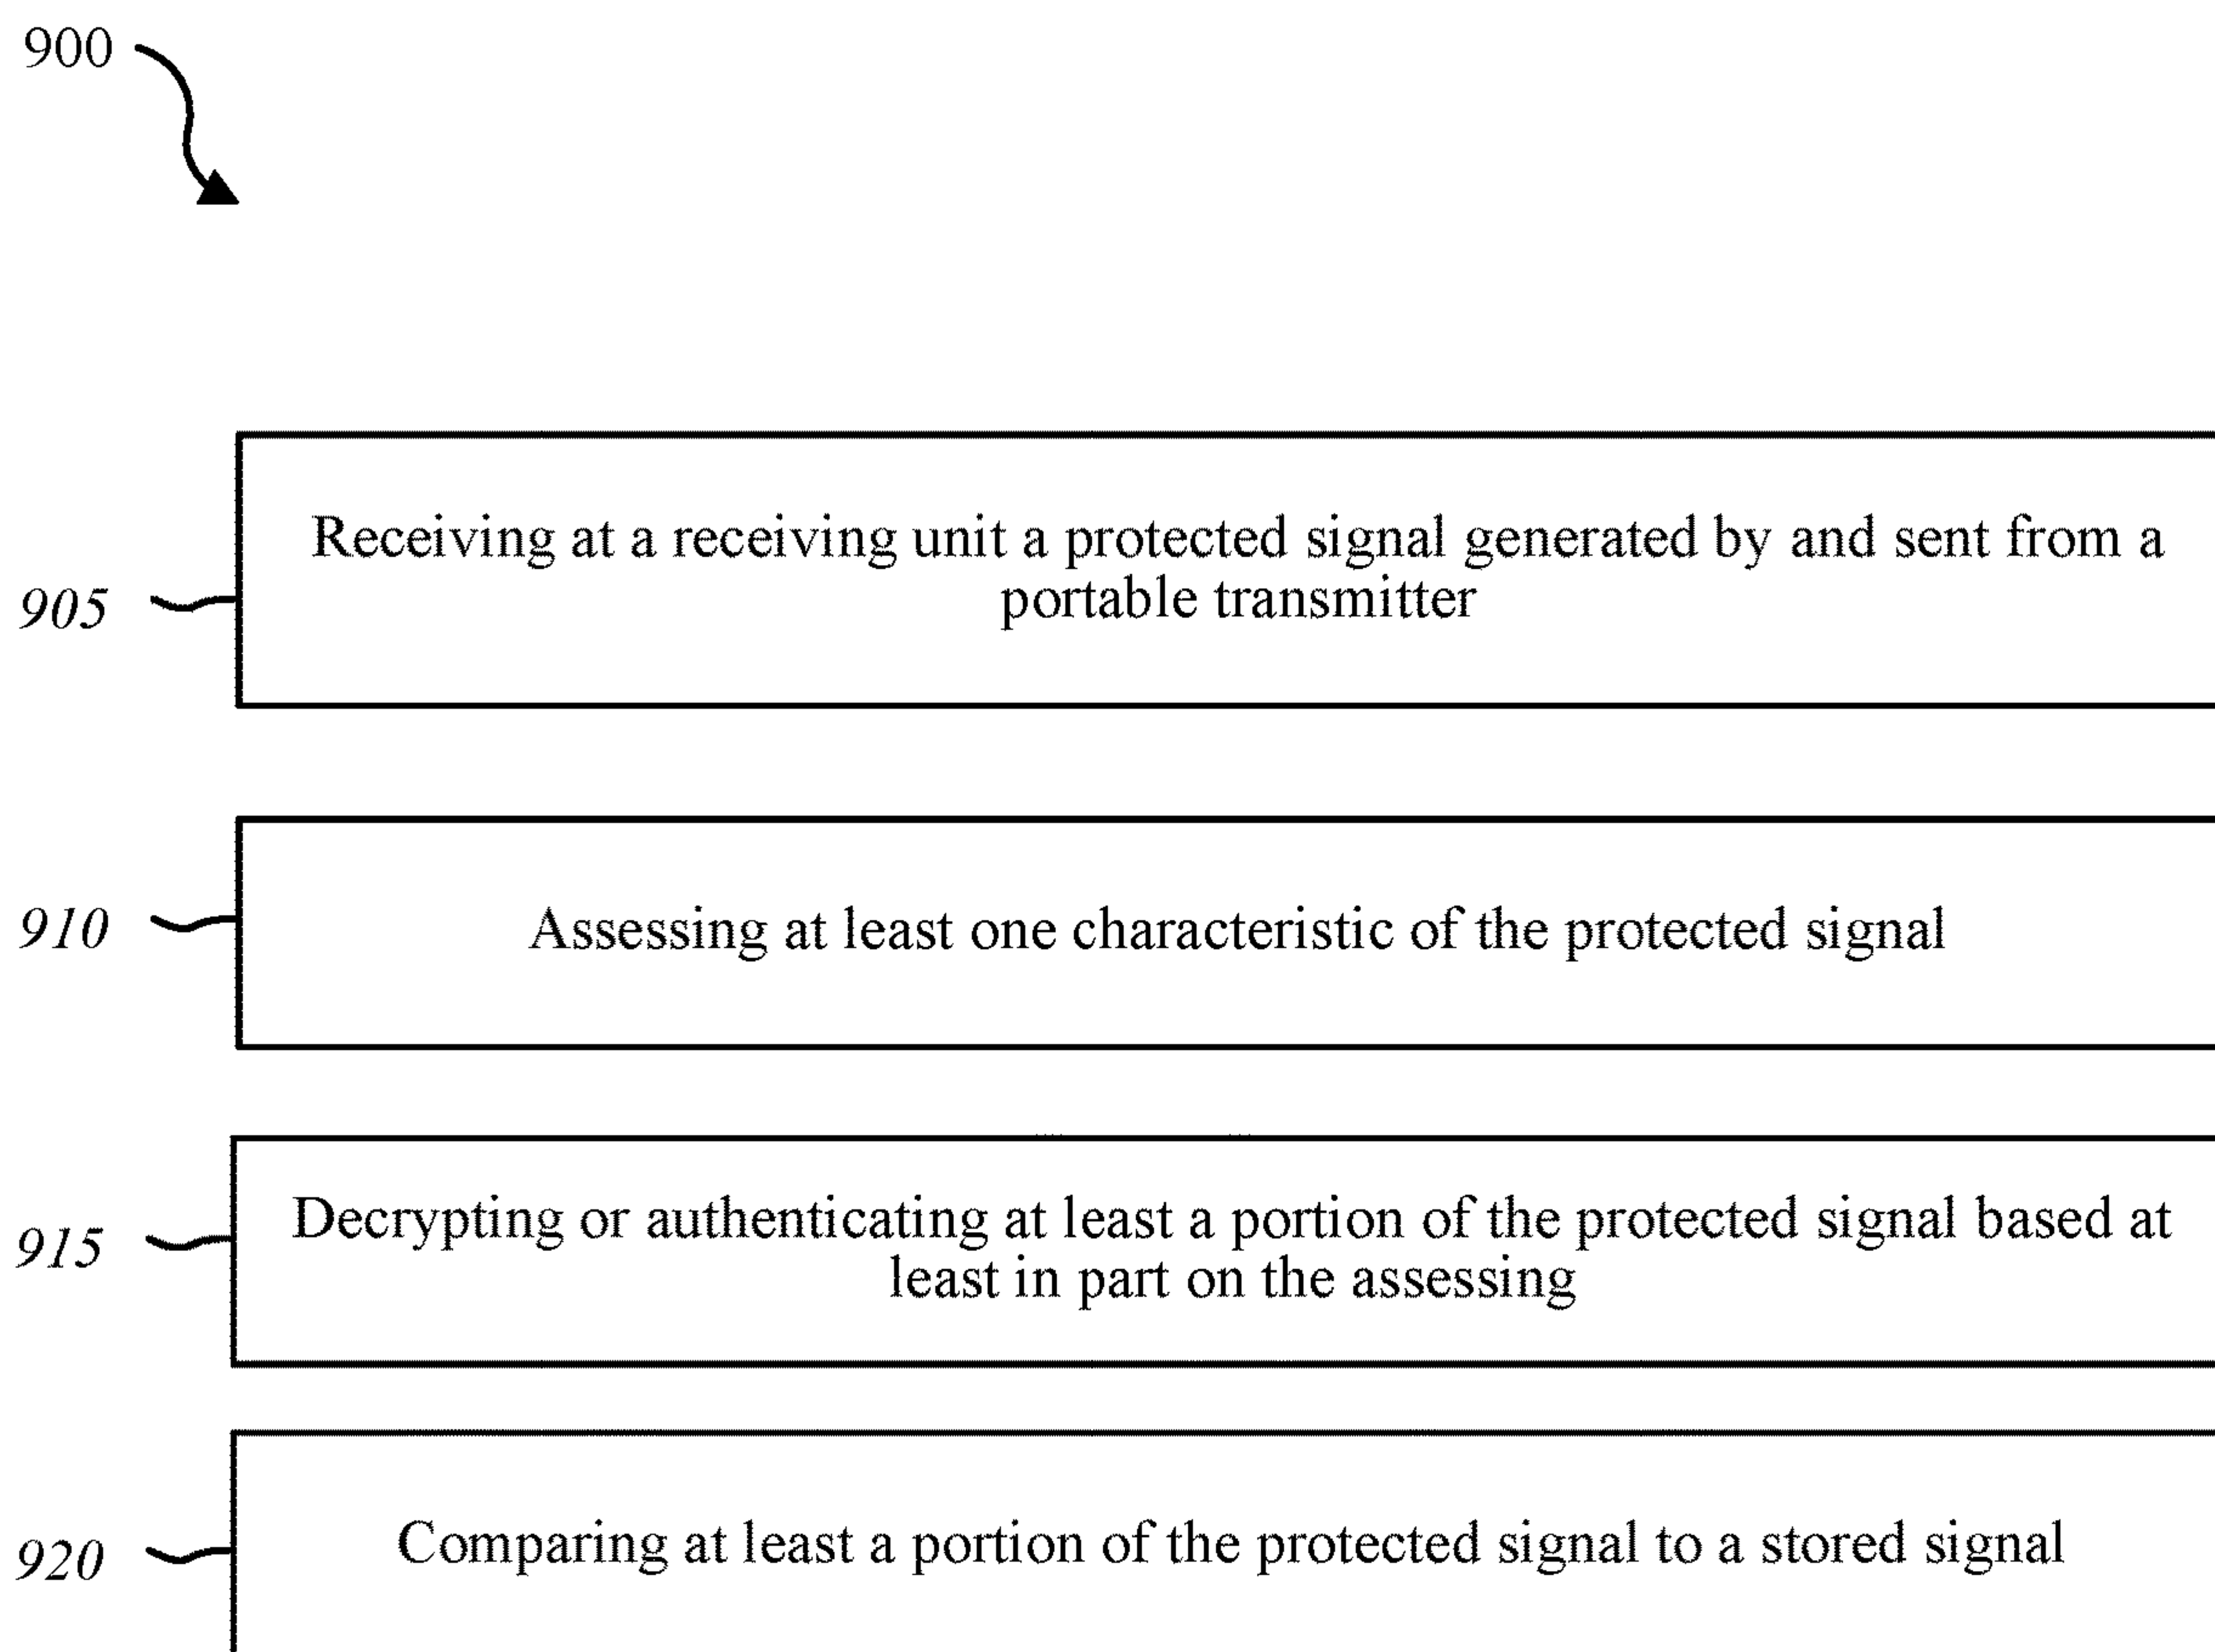 900
Receiving at a receiving unit a protected signal generated by and sent from a
portable transmitter
905
Assessing at least one characteristic of the protected signal
910
Decrypting or authenticating at least a portion of the protected signal based at
least in part on the assessing
915
Comparing at least a portion of the protected signal to a stored signal
920